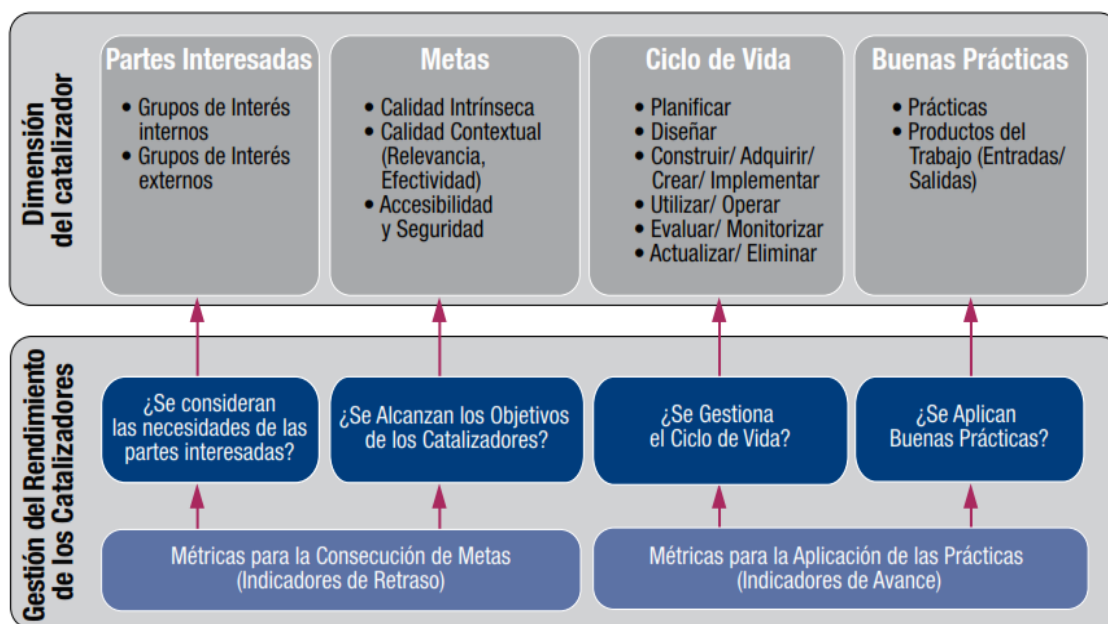 Dimensión
del catalizador
Partes Interesadas
• Grupos de Interés
internos
• Grupos de Interés
externos
Metas
• Calidad Intrínseca
• Calidad Contextual
(Relevancia,
Efectividad)
• Accesibilidad
y Seguridad
Ciclo de Vida
• Planificar
• Diseñar
• Construir/ Adquirir/
Crear/ Implementar
• Utilizar/ Operar
• Evaluar/ Monitorizar
• Actualizar/ Eliminar
Buenas Prácticas
• Prácticas
• Productos del
Trabajo (Entradas/
Salidas)
Gestión del Rendimiento
de los Catalizadores
¿Se consideran
las necesidades de las
partes interesadas?
¿Se Alcanzan los Objetivos
de los Catalizadores?
¿Se Gestiona
el Ciclo de Vida?
¿Se Aplican
Buenas Prácticas?
Métricas para la Consecución de Metas
(Indicadores de Retraso)
Métricas para la Aplicación de las Prácticas
(Indicadores de Avance)